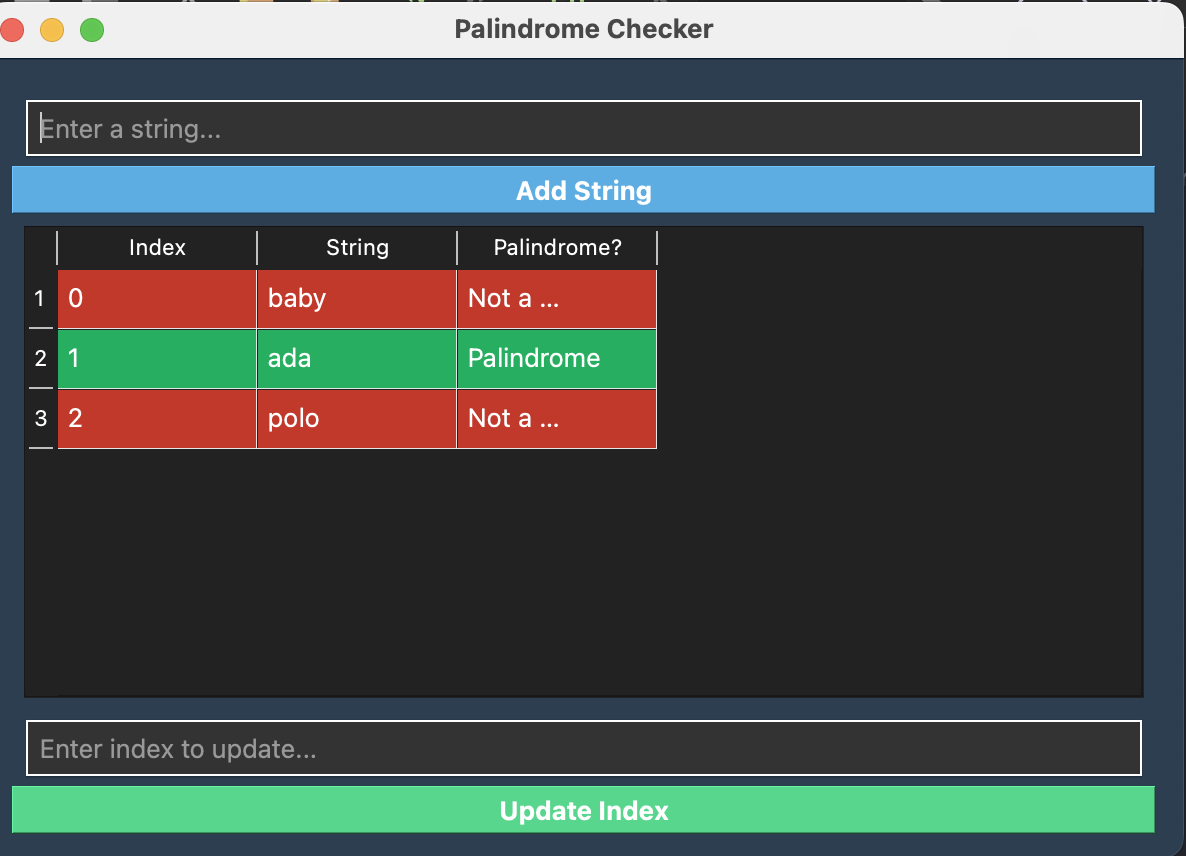 Palindrome Checker
Enter a string...
Add String
Index String Palindrome?
1 0 baby Not a ...
2 1 ada Palindrome
3 2 polo Not a ...
Enter index to update...
Update Index